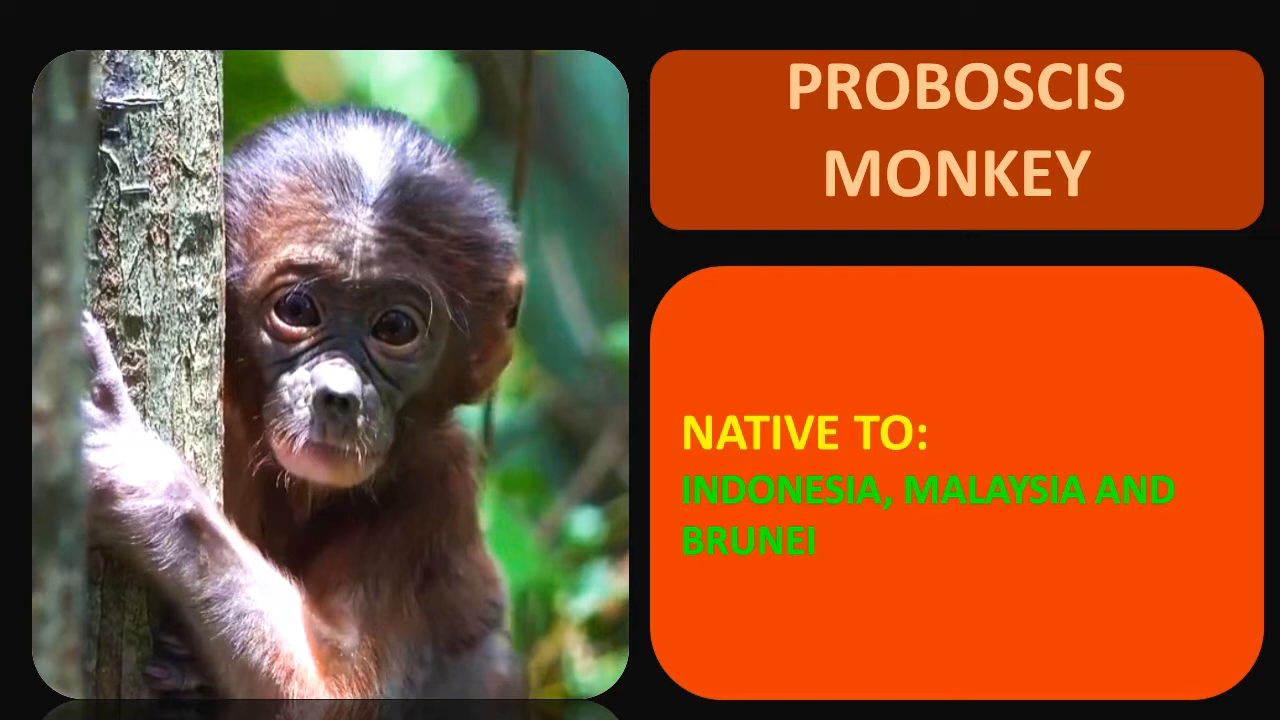 PROBOSCIS
MONKEY
NATIVE TO:
INDONESIA, MALAYSIA AND
BRUNEI